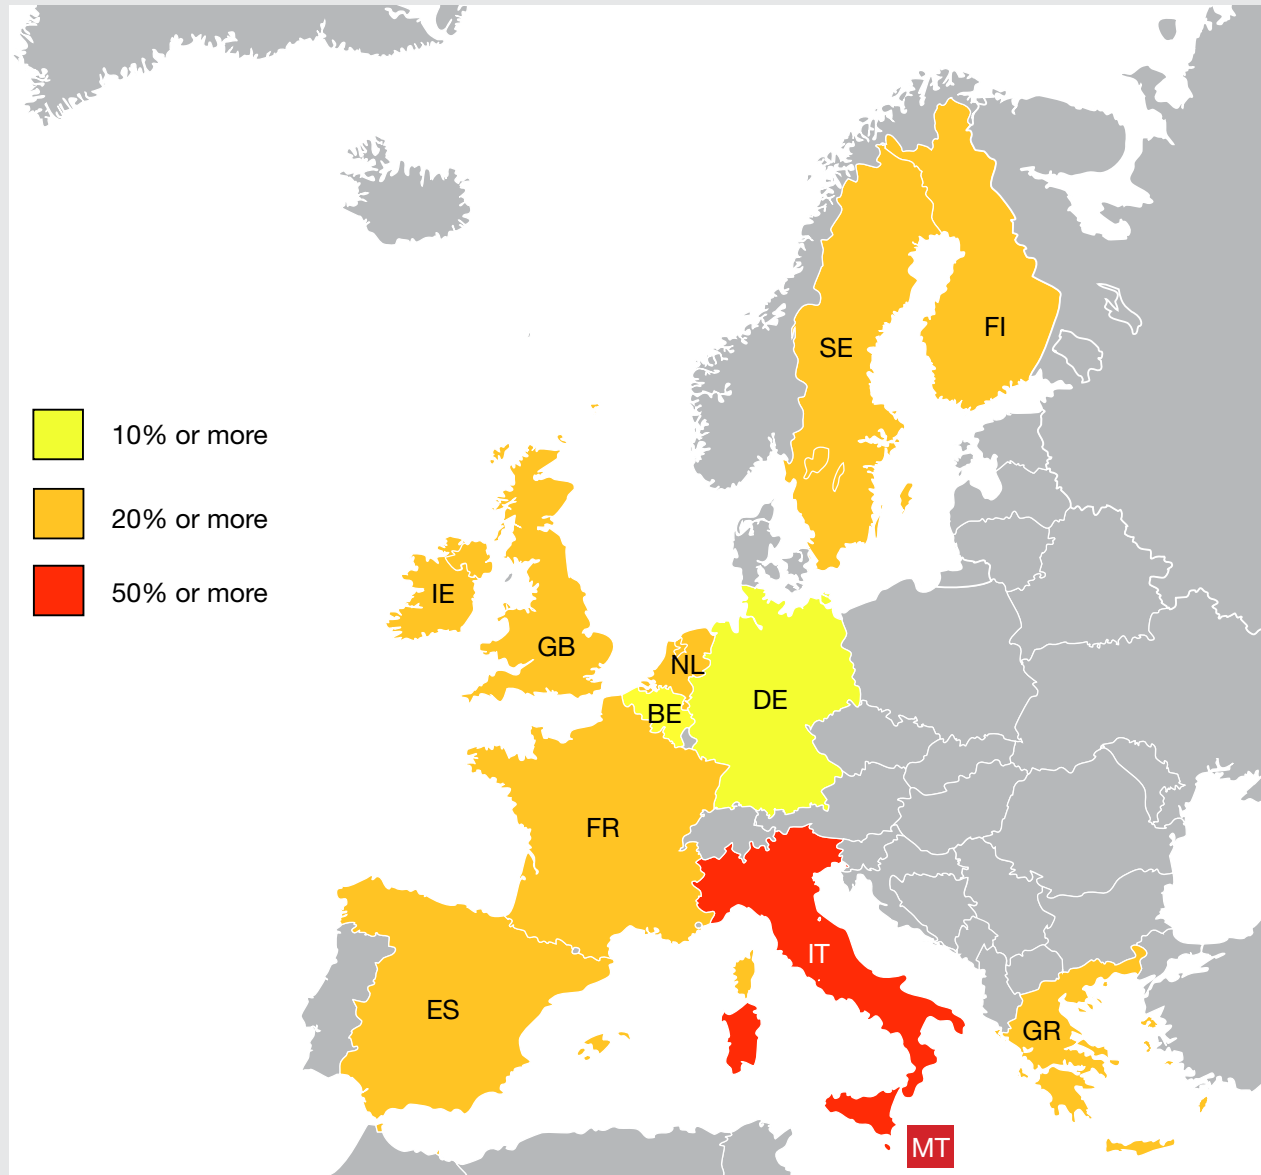 FI
SE
10% or more
20% or more
50% or more
IE
GB
NL
DE
BE
FR
IT
ES
GR
MT